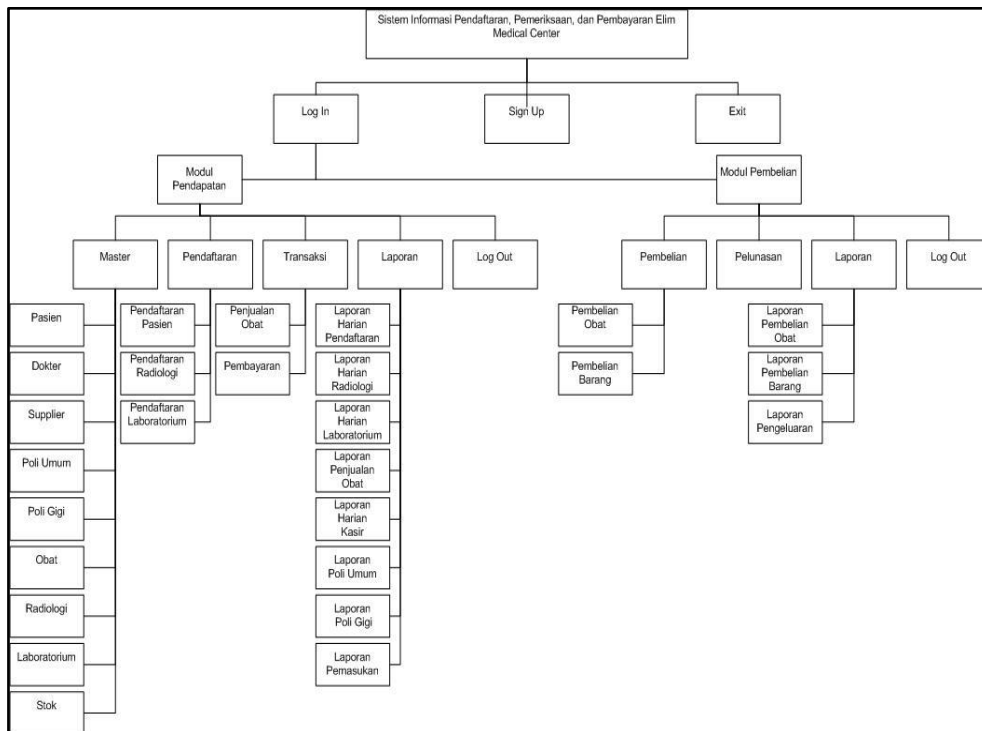 Sistem Informasi Pendaftaran, Pemeriksaan, dan Pembayaran Elim
Medical Center
Log In
Sign Up
Exit
Modul
Pendapatan
Modul Pembelian
Master
Pendaftaran
Transaksi
Laporan
Log Out
Pembelian
Pelunasan
Laporan
Log Out
Pasien
Dokter
Supplier
Poli Umum
Poli Gigi
Obat
Radiologi
Laboratorium
Stok
Pendaftaran
Pasien
Pendaftaran
Radiologi
Pendaftaran
Laboratorium
Penjualan
Obat
Pembayaran
Laporan
Harian
Pendaftaran
Laporan
Harian
Radiologi
Laporan
Harian
Laboratorium
Laporan
Penjualan
Obat
Laporan
Harian
Kasir
Laporan
Poli Umum
Laporan
Poli Gigi
Laporan
Pemasukan
Pembelian
Obat
Pembelian
Barang
Laporan
Pembelian
Obat
Laporan
Pembelian
Barang
Laporan
Pengeluaran